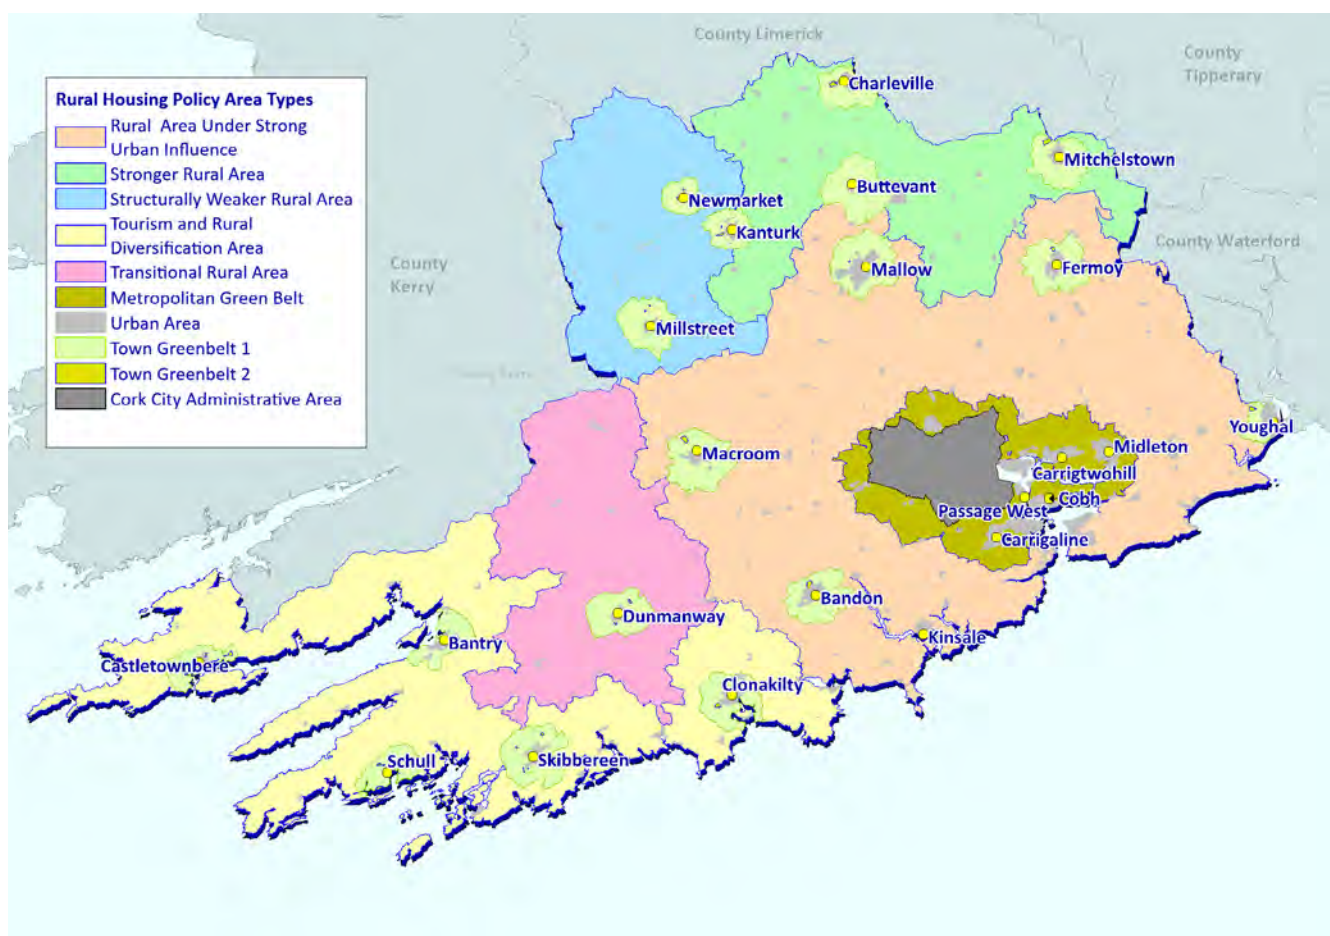 County Limerick
County
Tipperary
Charleville
Rural Housing Policy Area Types
Rural Area Under Strong
Urban Influence
Stronger Rural Area
Structurally Weaker Rural Area
Tourism and Rural
Diversification Area
Transitional Rural Area
Metropolitan Green Belt
Urban Area
Town Greenbelt 1
Town Greenbelt 2
Cork City Administrative Area
Mitchelstown
Buttevant
Newmarket
Kanturk
County Waterford
County
Kerry
Mallow
Fermoy
Millstreet
Youghal
Macroom
Midleton
Carrigtwohill
Cobh
Passage West
Carrigaline
Bandon
Dunmanway
Kinsale
Bantry
Castletownbere
Clonakilty
Schull
Skibbereen